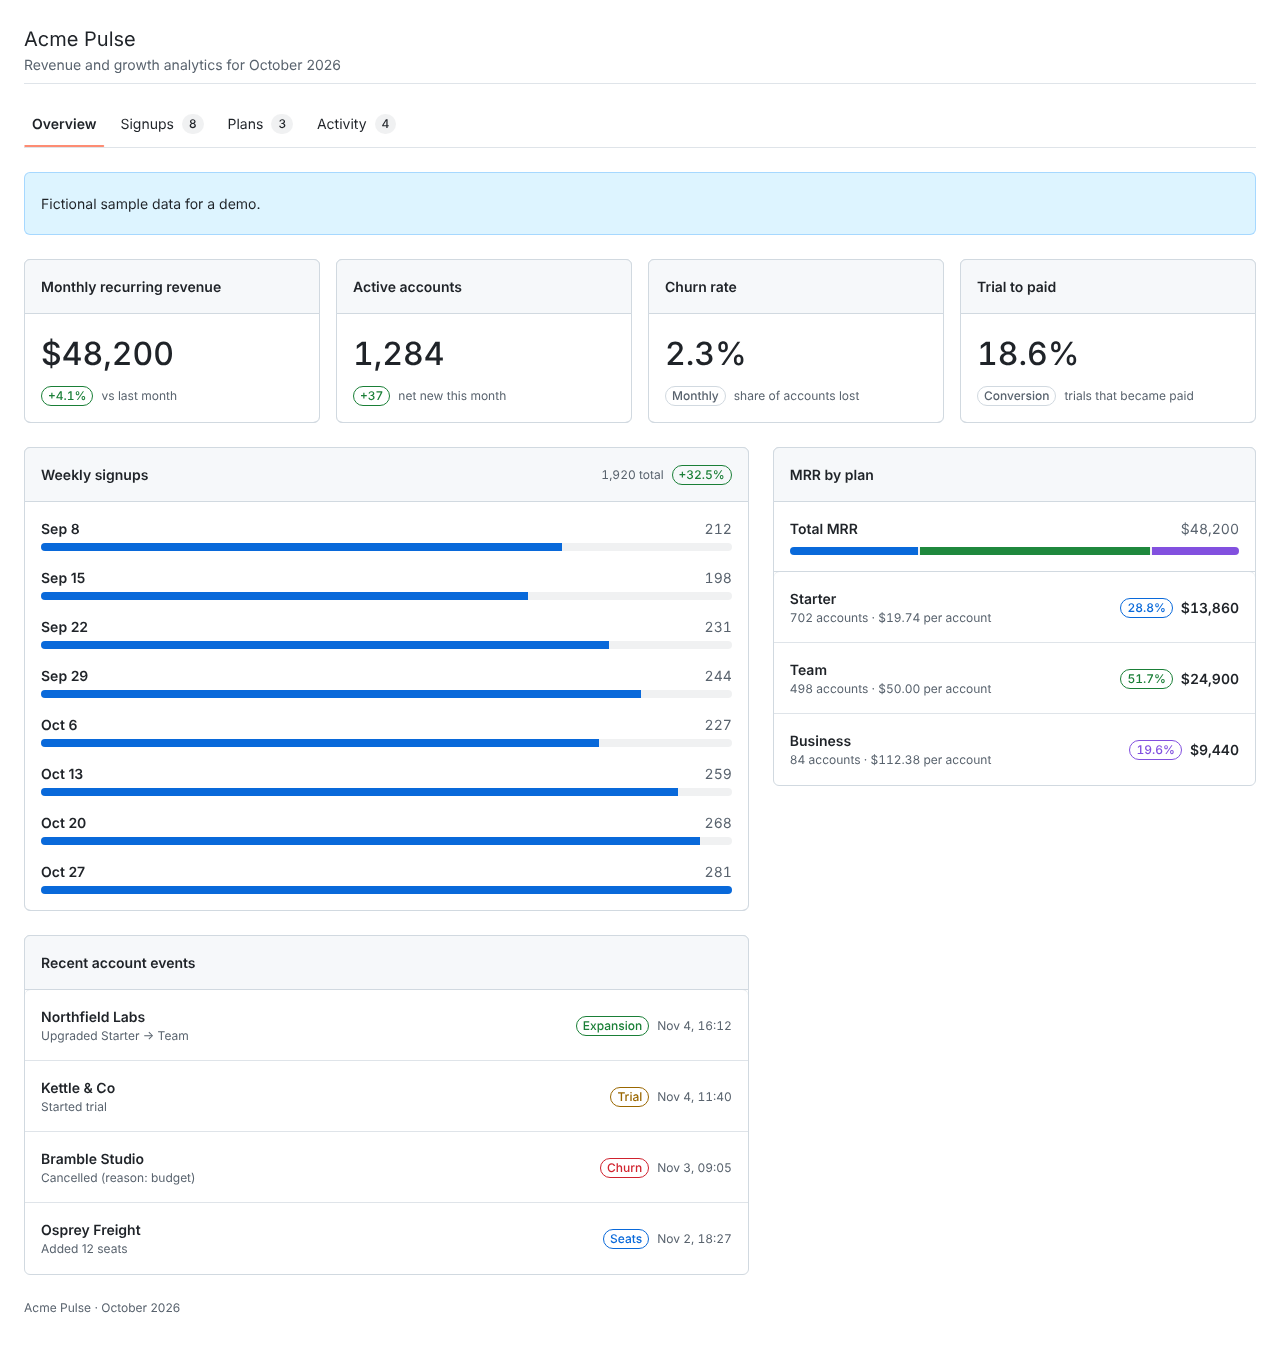 Acme Pulse
Revenue and growth analytics for October 2026
Overview Signups 8 Plans 3 Activity 4
Fictional sample data for a demo.
Monthly recurring revenue
$48,200
+4.1% vs last month
Active accounts
1,284
+37 net new this month
Churn rate
2.3%
Monthly share of accounts lost
Trial to paid
18.6%
Conversion trials that became paid
Weekly signups 1,920 total +32.5%
Sep 8 212
Sep 15 198
Sep 22 231
Sep 29 244
Oct 6 227
Oct 13 259
Oct 20 268
Oct 27 281
MRR by plan
Total MRR $48,200
Starter
702 accounts · $19.74 per account
28.8% $13,860
Team
498 accounts · $50.00 per account
51.7% $24,900
Business
84 accounts · $112.38 per account
19.6% $9,440
Recent account events
Northfield Labs
Upgraded Starter → Team
Expansion Nov 4, 16:12
Kettle & Co
Started trial
Trial Nov 4, 11:40
Bramble Studio
Cancelled (reason: budget)
Churn Nov 3, 09:05
Osprey Freight
Added 12 seats
Seats Nov 2, 18:27
Acme Pulse · October 2026